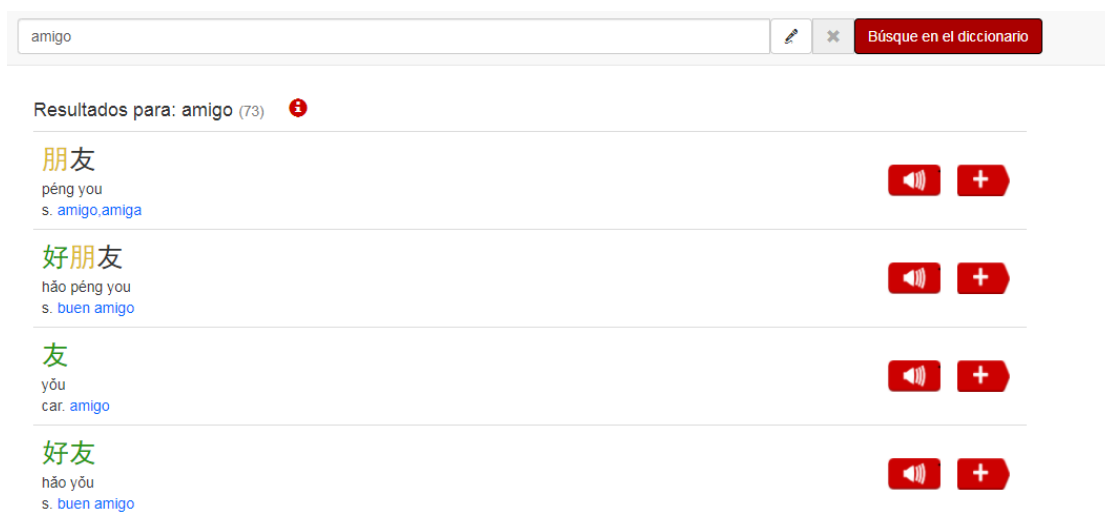 amigo
Búsque en el diccionario
Resultados para: amigo (73)
朋友
péng you
s. amigo,amiga
好朋友
hǎo péng you
s. buen amigo
友
yǒu
car. amigo
好友
hǎo yǒu
s. buen amigo